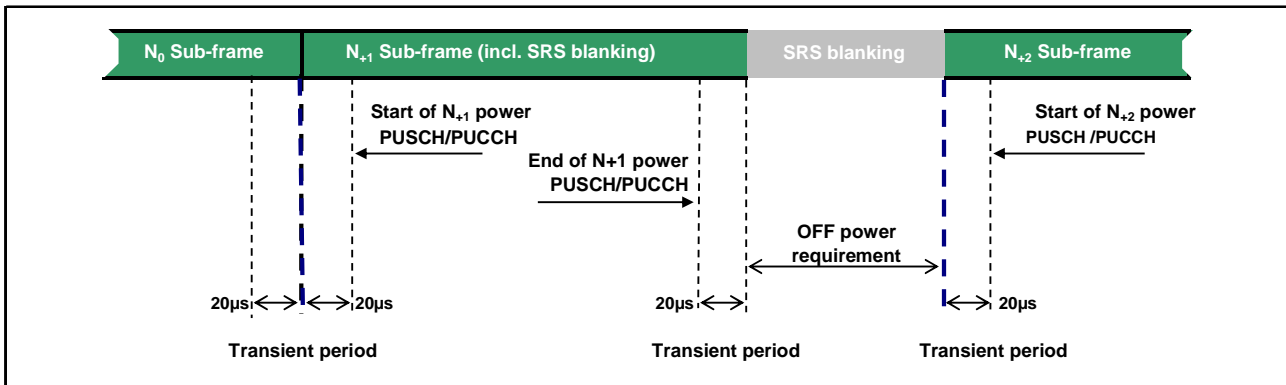 N0 Sub-frame
N+1 Sub-frame (incl. SRS blanking)
SRS blanking
N+2 Sub-frame
Start of N+1 power
PUSCH/PUCCH
End of N+1 power
PUSCH/PUCCH
Start of N+2 power
PUSCH /PUCCH
OFF power
requirement
20µs
20µs
20µs
20µs
Transient period
Transient period
Transient period